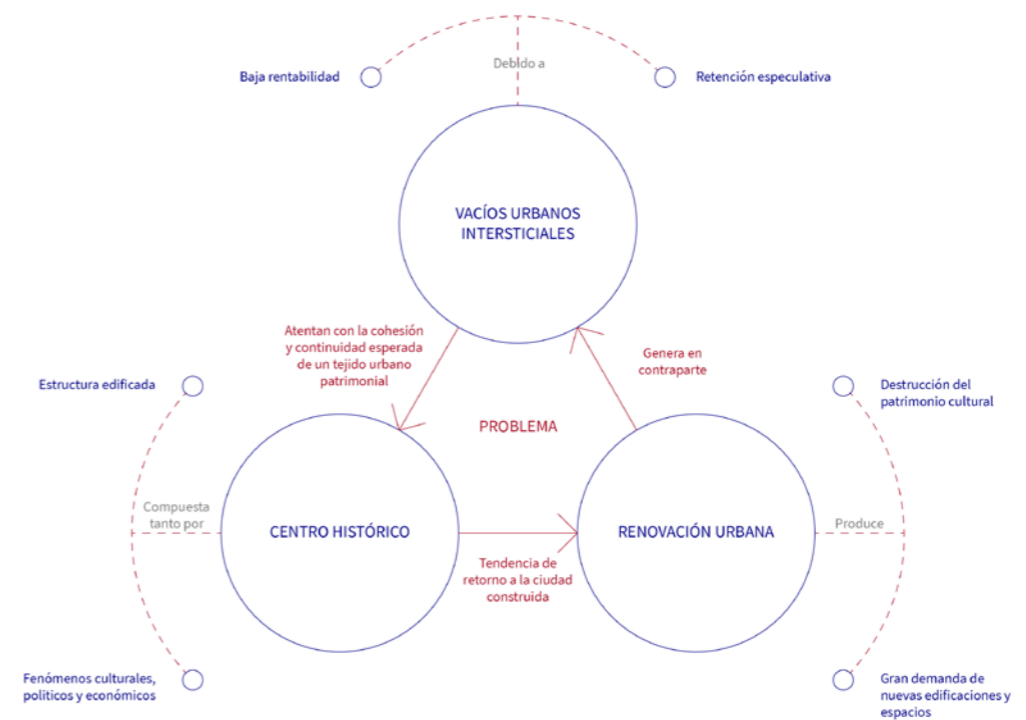 Debido a
Baja rentabilidad
Retención especulativa
VACÍOS URBANOS
INTERSTICIALES
Atentan con la cohesión
y continuidad esperada
de un tejido urbano
patrimonial
Genera en
contraparte
Estructura edificada
Destrucción del
patrimonio cultural
PROBLEMA
Compuesta
tanto por
CENTRO HISTÓRICO
RENOVACIÓN URBANA
Produce
Tendencia de
retorno a la ciudad
construida
Fenómenos culturales,
politicos y económicos
Gran demanda de
nuevas edificaciones y
espacios